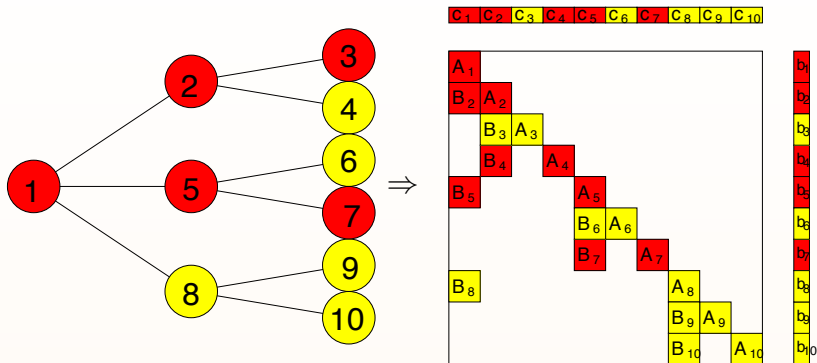 c1 c2 c3 c4 c5 c6 c7 c8 c9 c10
3
2
4
6
1
5
⇒
7
9
8
10
A1 b1
B2 A2 b2
B3 A3 b3
B4 A4 b4
B5 A5 b5
B6 A6 b6
B7 A7 b7
B8 A8 b8
B9 A9 b9
B10 A10 b10